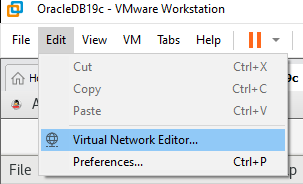 OracleDB19c - VMware Workstation
File Edit View VM Tabs Help
Cut Ctrl+X
Copy Ctrl+C
Paste Ctrl+V
Virtual Network Editor...
Preferences... Ctrl+P
File